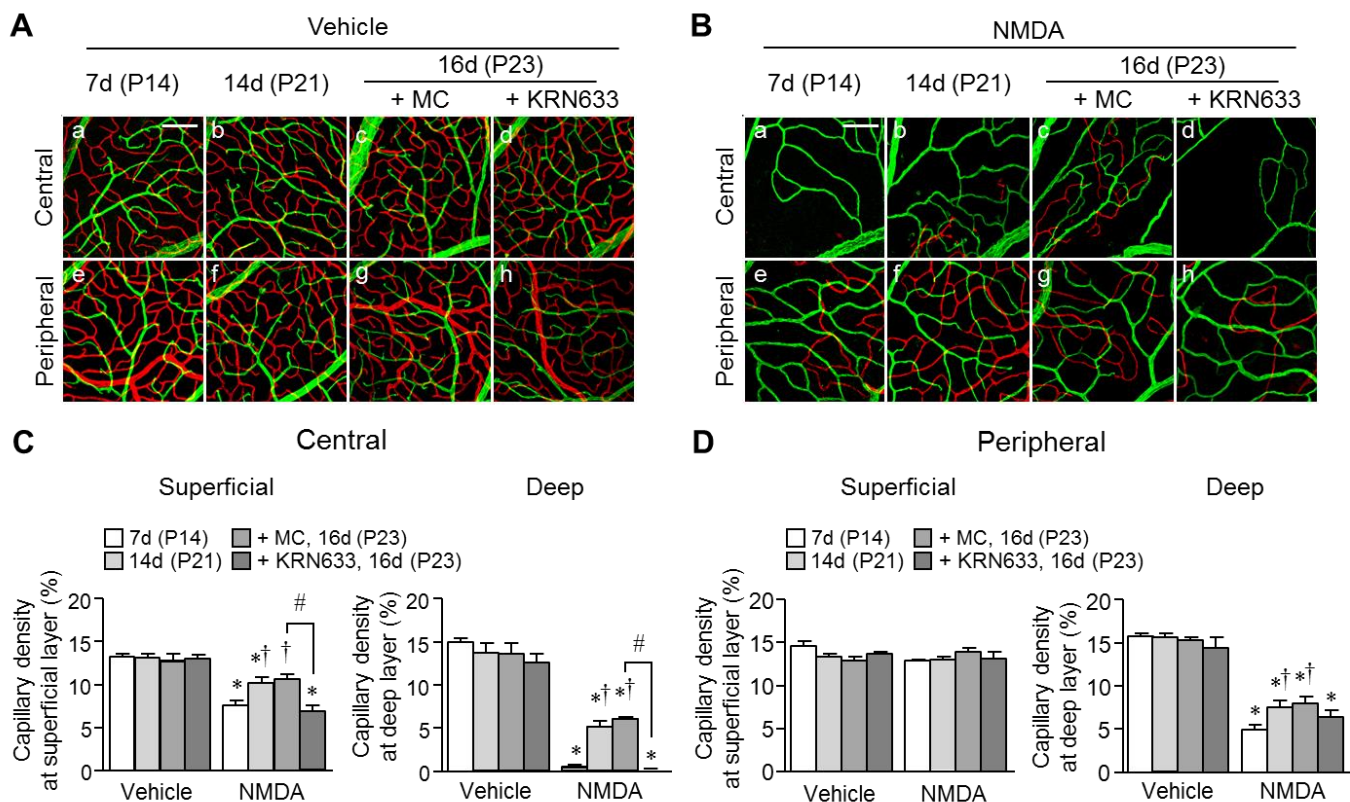 A
Vehicle
7d (P14)
14d (P21)
16d (P23)
+ MC
+ KRN633
Central
a
b
c
d
Peripheral
e
f
g
h
B
NMDA
7d (P14)
14d (P21)
16d (P23)
+ MC
+ KRN633
Central
a
b
c
d
Peripheral
e
f
g
h
C
Central
Superficial
Deep
7d (P14)
+ MC, 16d (P23)
14d (P21)
+ KRN633, 16d (P23)
Capillary density
at superficial layer (%)
20
15
10
5
0
*
*†
†
#
*
Vehicle
NMDA
Capillary density
at deep layer (%)
20
15
10
5
0
*
*†
*†
#
*
Vehicle
NMDA
D
Peripheral
Superficial
Deep
7d (P14)
+ MC, 16d (P23)
14d (P21)
+ KRN633, 16d (P23)
Capillary density
at superficial layer (%)
20
15
10
5
0
Vehicle
NMDA
Capillary density
at deep layer (%)
20
15
10
5
0
*
*†
*†
*
Vehicle
NMDA